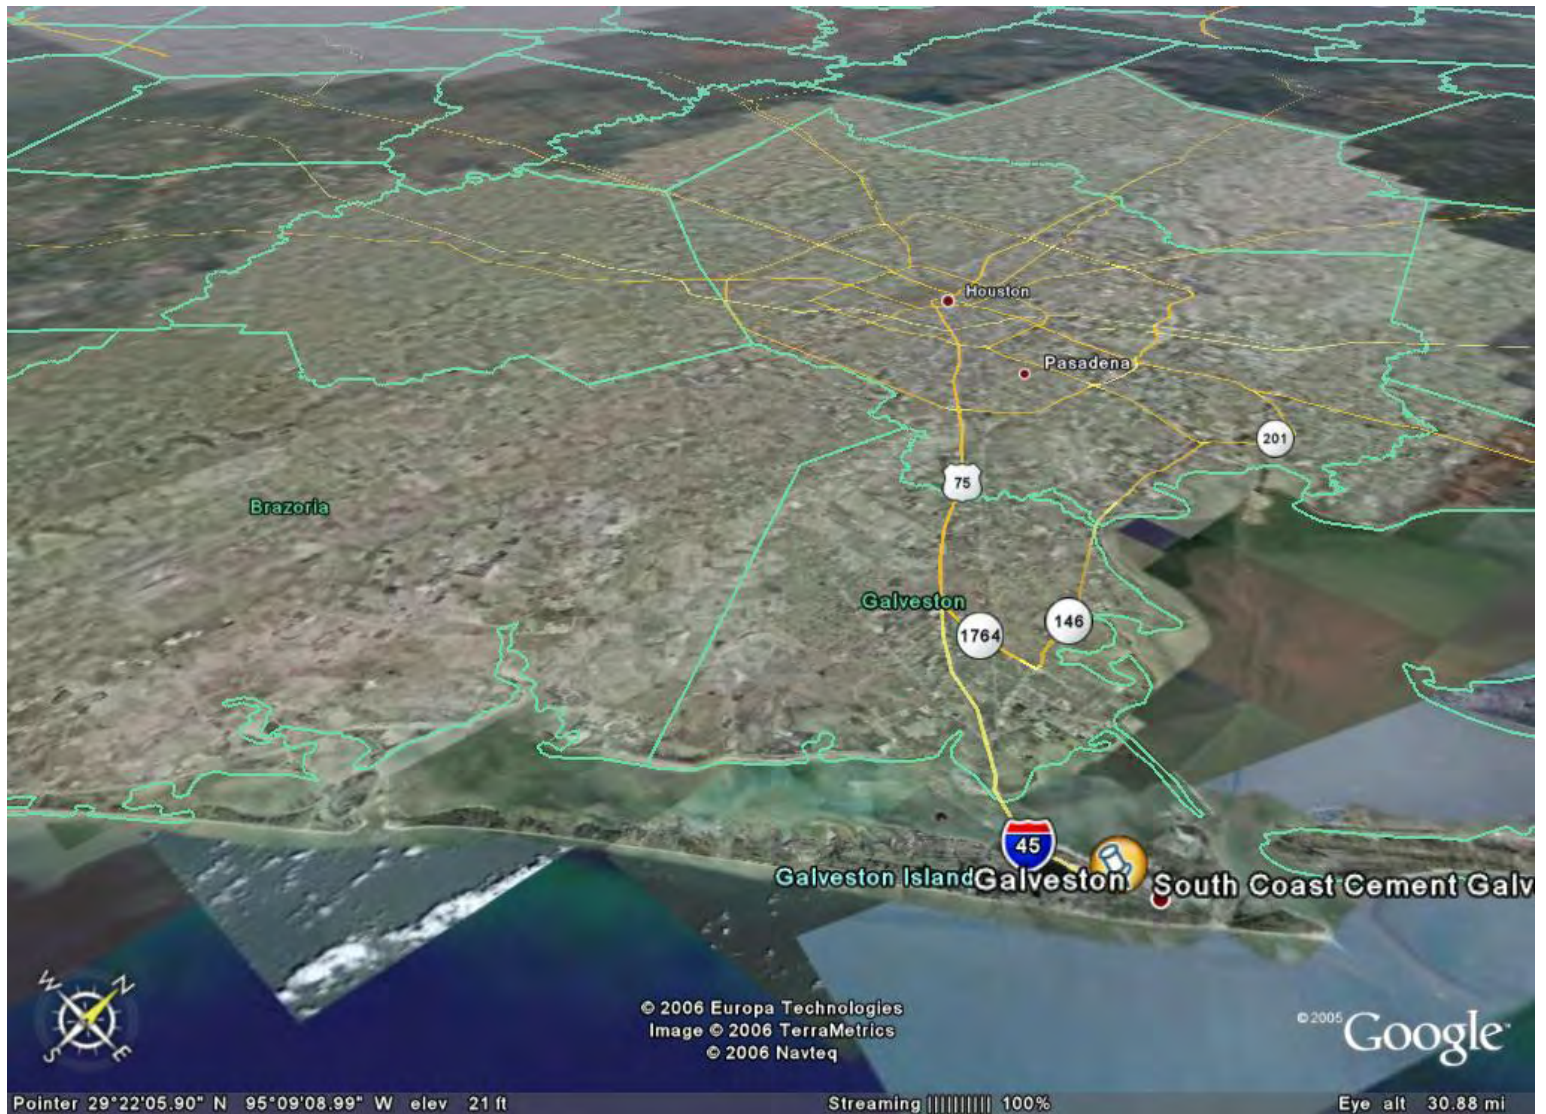 Houston
Pasadena
201
75
Brazoria
Galveston
1764
146
45
Galveston Island
Galveston
South Coast Cement Galv
W
N
S
E
© 2006 Europa Technologies
Image © 2006 TerraMetrics
© 2006 Navteq
© 2005 Google™
Pointer 29°22'05.90" N 95°09'08.99" W elev 21 ft
Streaming |||||||||| 100%
Eye alt 30.88 mi